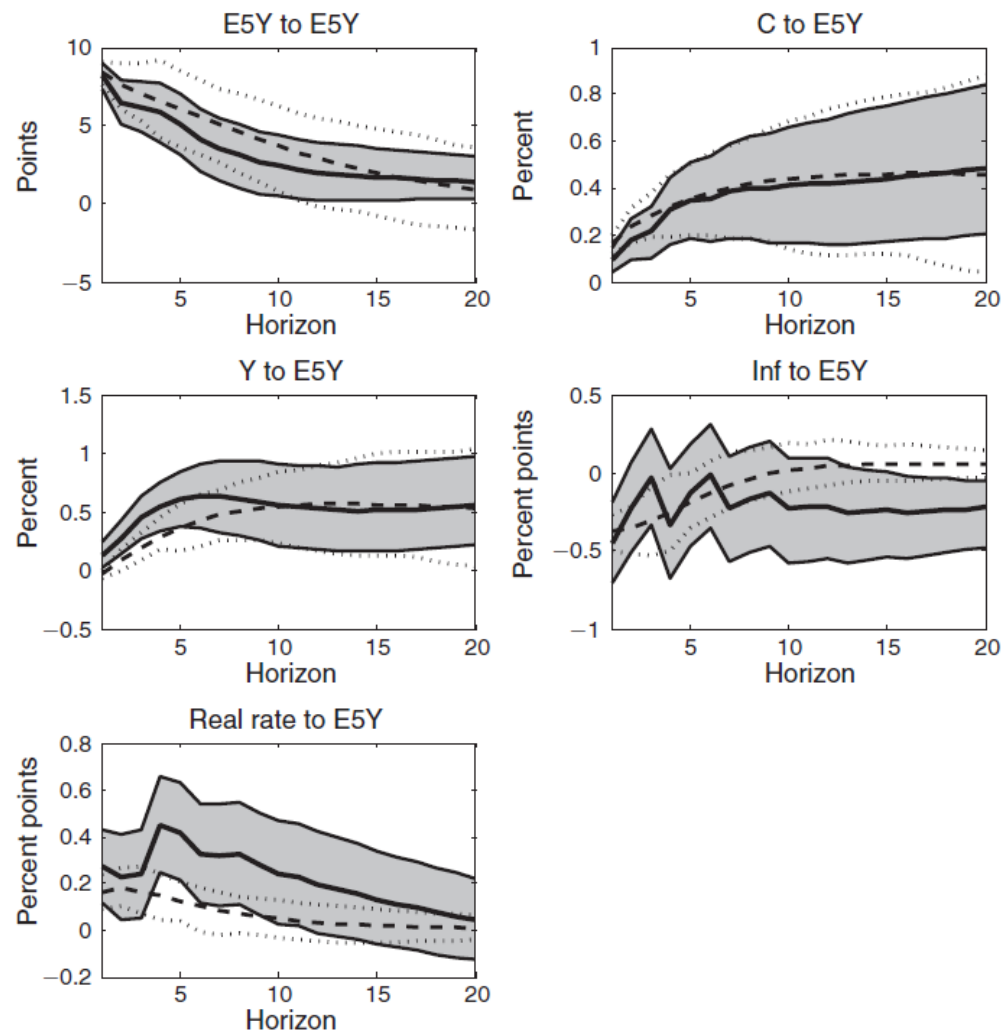 E5Y to E5Y
10
5
0
−5
Points
5 10 15 20
Horizon
C to E5Y
1
0.8
0.6
0.4
0.2
0
Percent
5 10 15 20
Horizon
Y to E5Y
1.5
1
0.5
0
−0.5
Percent
5 10 15 20
Horizon
Inf to E5Y
0.5
0
−0.5
−1
Percent points
5 10 15 20
Horizon
Real rate to E5Y
0.8
0.6
0.4
0.2
0
−0.2
Percent points
5 10 15 20
Horizon